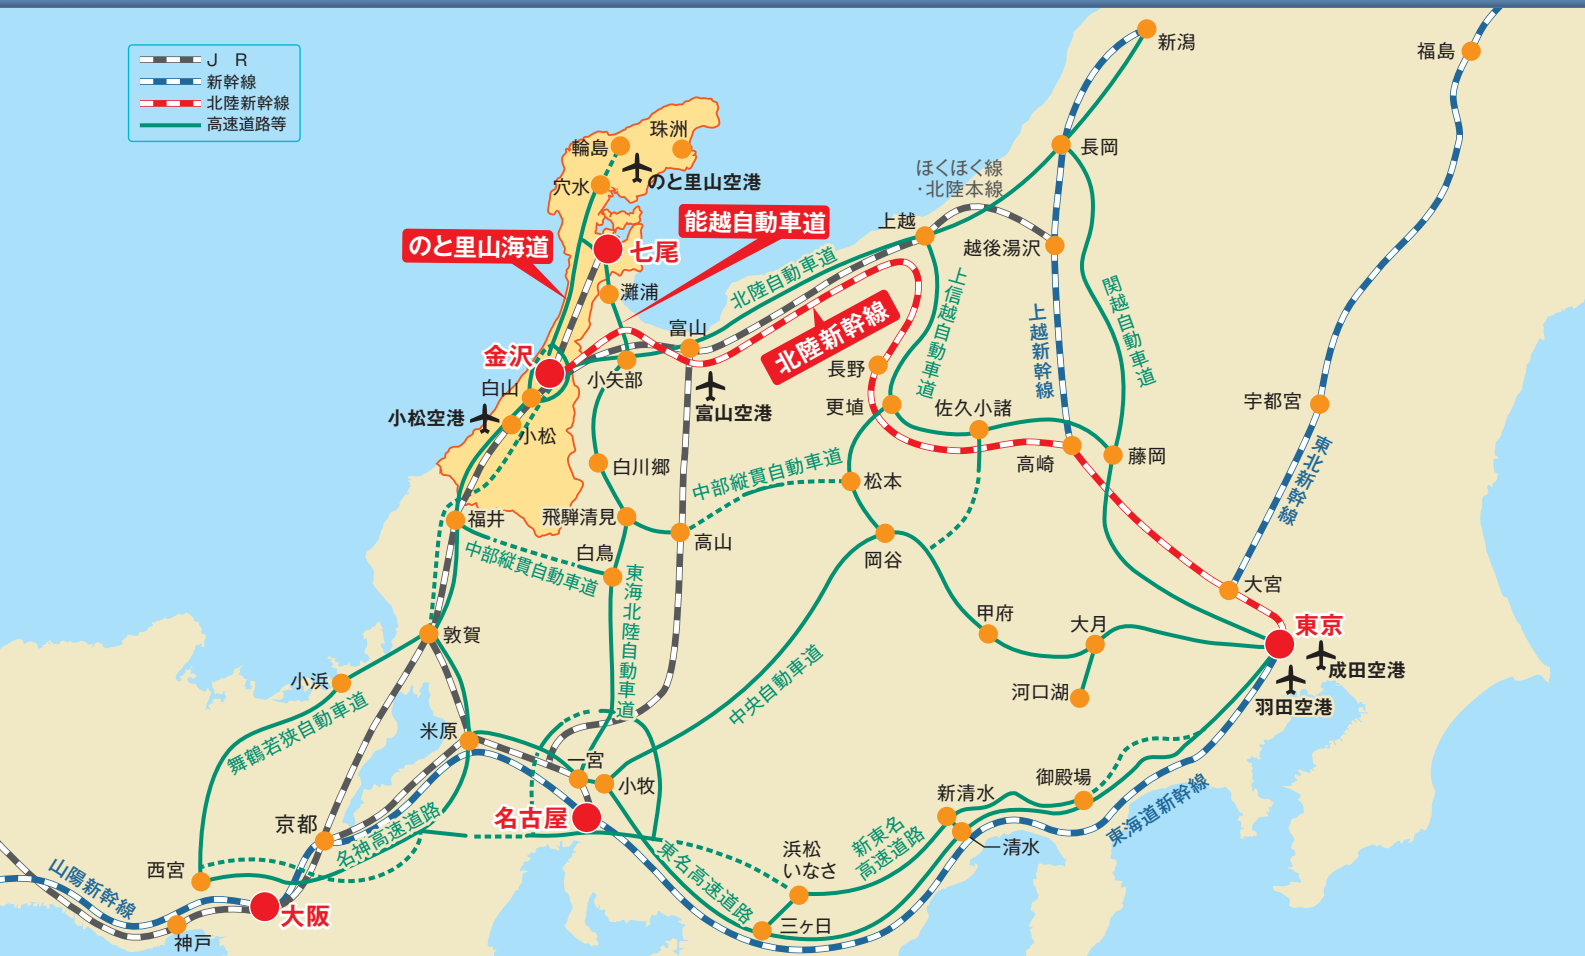 J R
新幹線
北陸新幹線
高速道路等
新潟
福島
珠洲
輪島
穴水
のと里山空港
長岡
ほくほく線
・北陸本線
能越自動車道
のと里山海道
七尾
上越
越後湯沢
灘浦
北陸自動車道
上信越自動車道
関越自動車道
上越新幹線
北陸新幹線
富山
金沢
小矢部
白山
小松空港
小松
富山空港
長野
更埴
佐久小諸
宇都宮
高崎
藤岡
東北新幹線
白川郷
中部縦貫自動車道
松本
福井
飛騨清見
高山
中部縦貫自動車道
白鳥
岡谷
東海北陸自動車道
大宮
敦賀
甲府
大月
東京
成田空港
羽田空港
小浜
河口湖
舞鶴若狭自動車道
中央自動車道
米原
一宮
小牧
御殿場
名古屋
新清水
東海道新幹線
京都
名神高速道路
清水
新東名
高速道路
浜松
いなさ
東名高速道路
西宮
山陽新幹線
大阪
三ヶ日
神戸